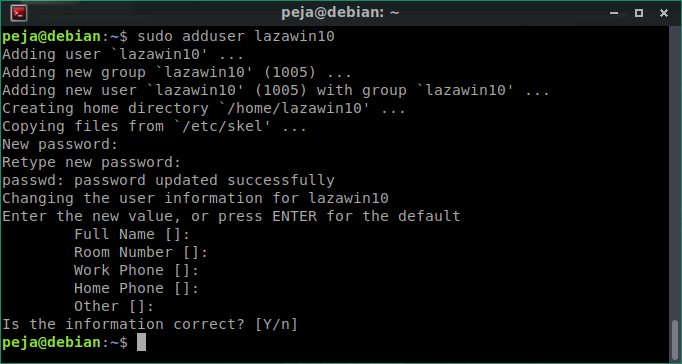 peja@debian: ~
peja@debian:~$ sudo adduser lazawin10
Adding user `lazawin10' ...
Adding new group `lazawin10' (1005) ...
Adding new user `lazawin10' (1005) with group `lazawin10' ...
Creating home directory `/home/lazawin10' ...
Copying files from `/etc/skel' ...
New password:
Retype new password:
passwd: password updated successfully
Changing the user information for lazawin10
Enter the new value, or press ENTER for the default
        Full Name []:
        Room Number []:
        Work Phone []:
        Home Phone []:
        Other []:
Is the information correct? [Y/n]
peja@debian:~$